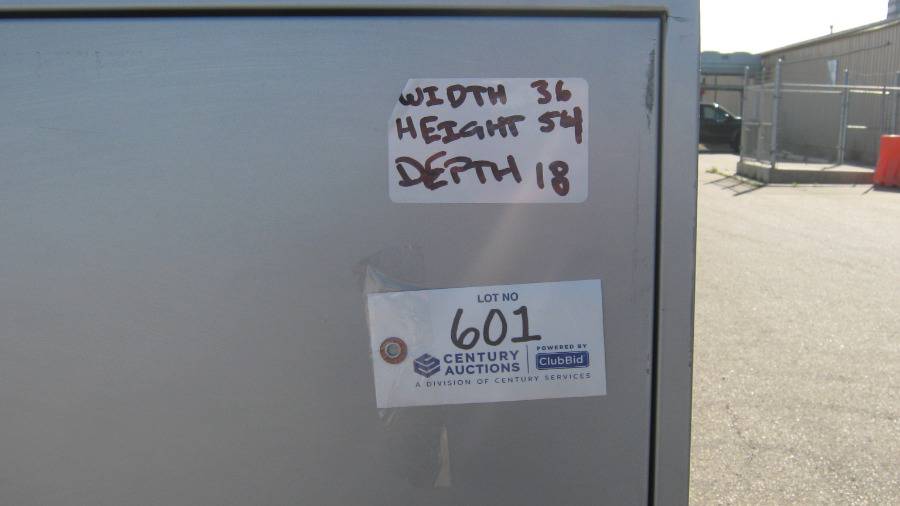 WIDTH 36
HEIGHT 54
DEPTH 18
LOT NO
601
CENTURY
AUCTIONS
POWERED BY
ClubBid
A DIVISION OF CENTURY SERVICES